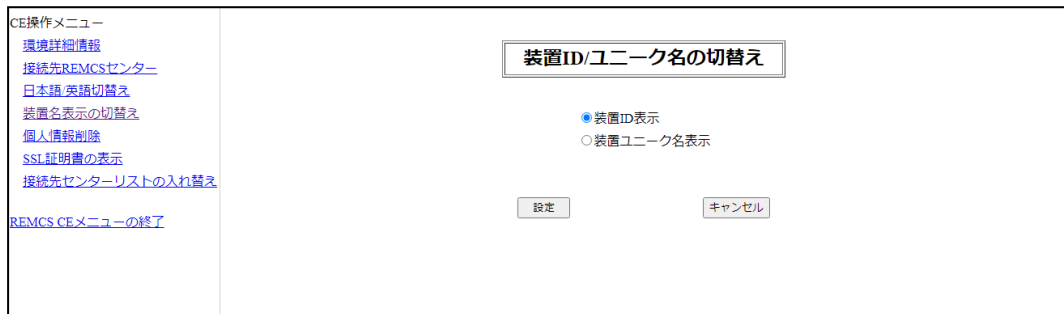 CE操作メニュー
環境詳細情報
接続先REMCSセンター
日本語/英語切替え
装置名表示の切替え
個人情報削除
SSL証明書の表示
接続先センターリストの入れ替え
REMCS CEメニューの終了
装置ID/ユニーク名の切替え
装置ID表示
装置ユニーク名表示
設定
キャンセル